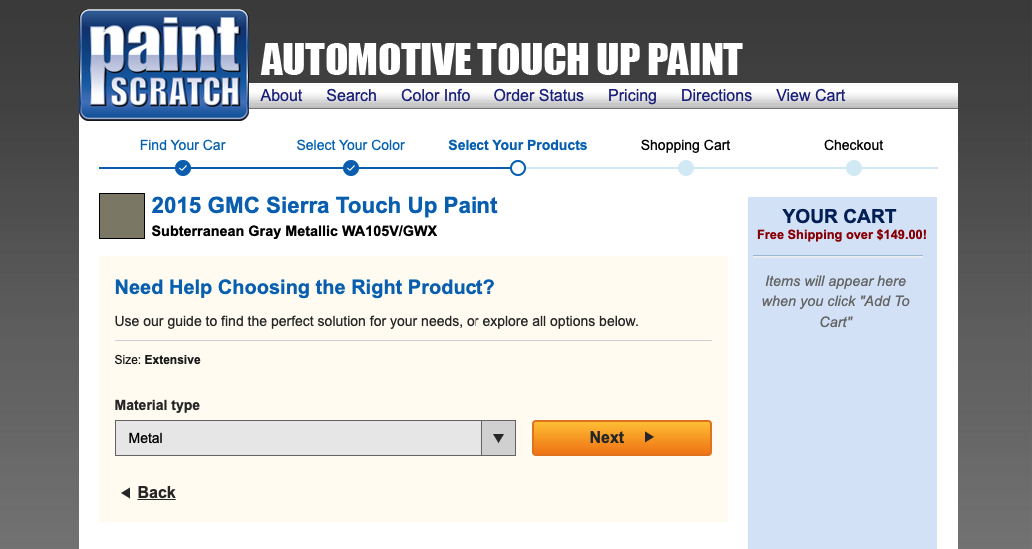 paint
SCRATCH
AUTOMOTIVE TOUCH UP PAINT
About Search Color Info Order Status Pricing Directions View Cart
Find Your Car Select Your Color Select Your Products Shopping Cart Checkout
2015 GMC Sierra Touch Up Paint
Subterranean Gray Metallic WA105V/GWX
Need Help Choosing the Right Product?
Use our guide to find the perfect solution for your needs, or explore all options below.
Size: Extensive
Material type
Metal
Next
Back
YOUR CART
Free Shipping over $149.00!
Items will appear here
when you click "Add To
Cart"